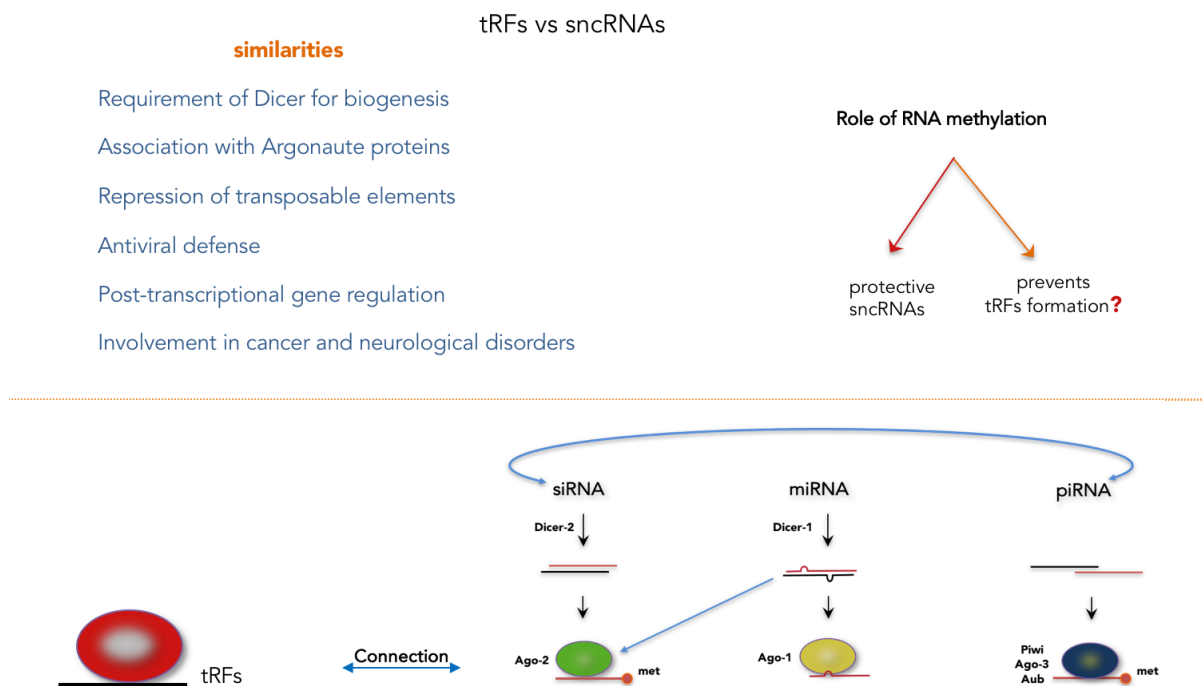 tRFs vs sncRNAs
similarities
Requirement of Dicer for biogenesis
Association with Argonaute proteins
Repression of transposable elements
Antiviral defense
Post-transcriptional gene regulation
Involvement in cancer and neurological disorders
Role of RNA methylation
protective
sncRNAs
prevents
tRFs formation?
siRNA
miRNA
piRNA
Dicer-2
Dicer-1
tRFs
Connection
Ago-2
met
Ago-1
Piwi
Ago-3
Aub
met